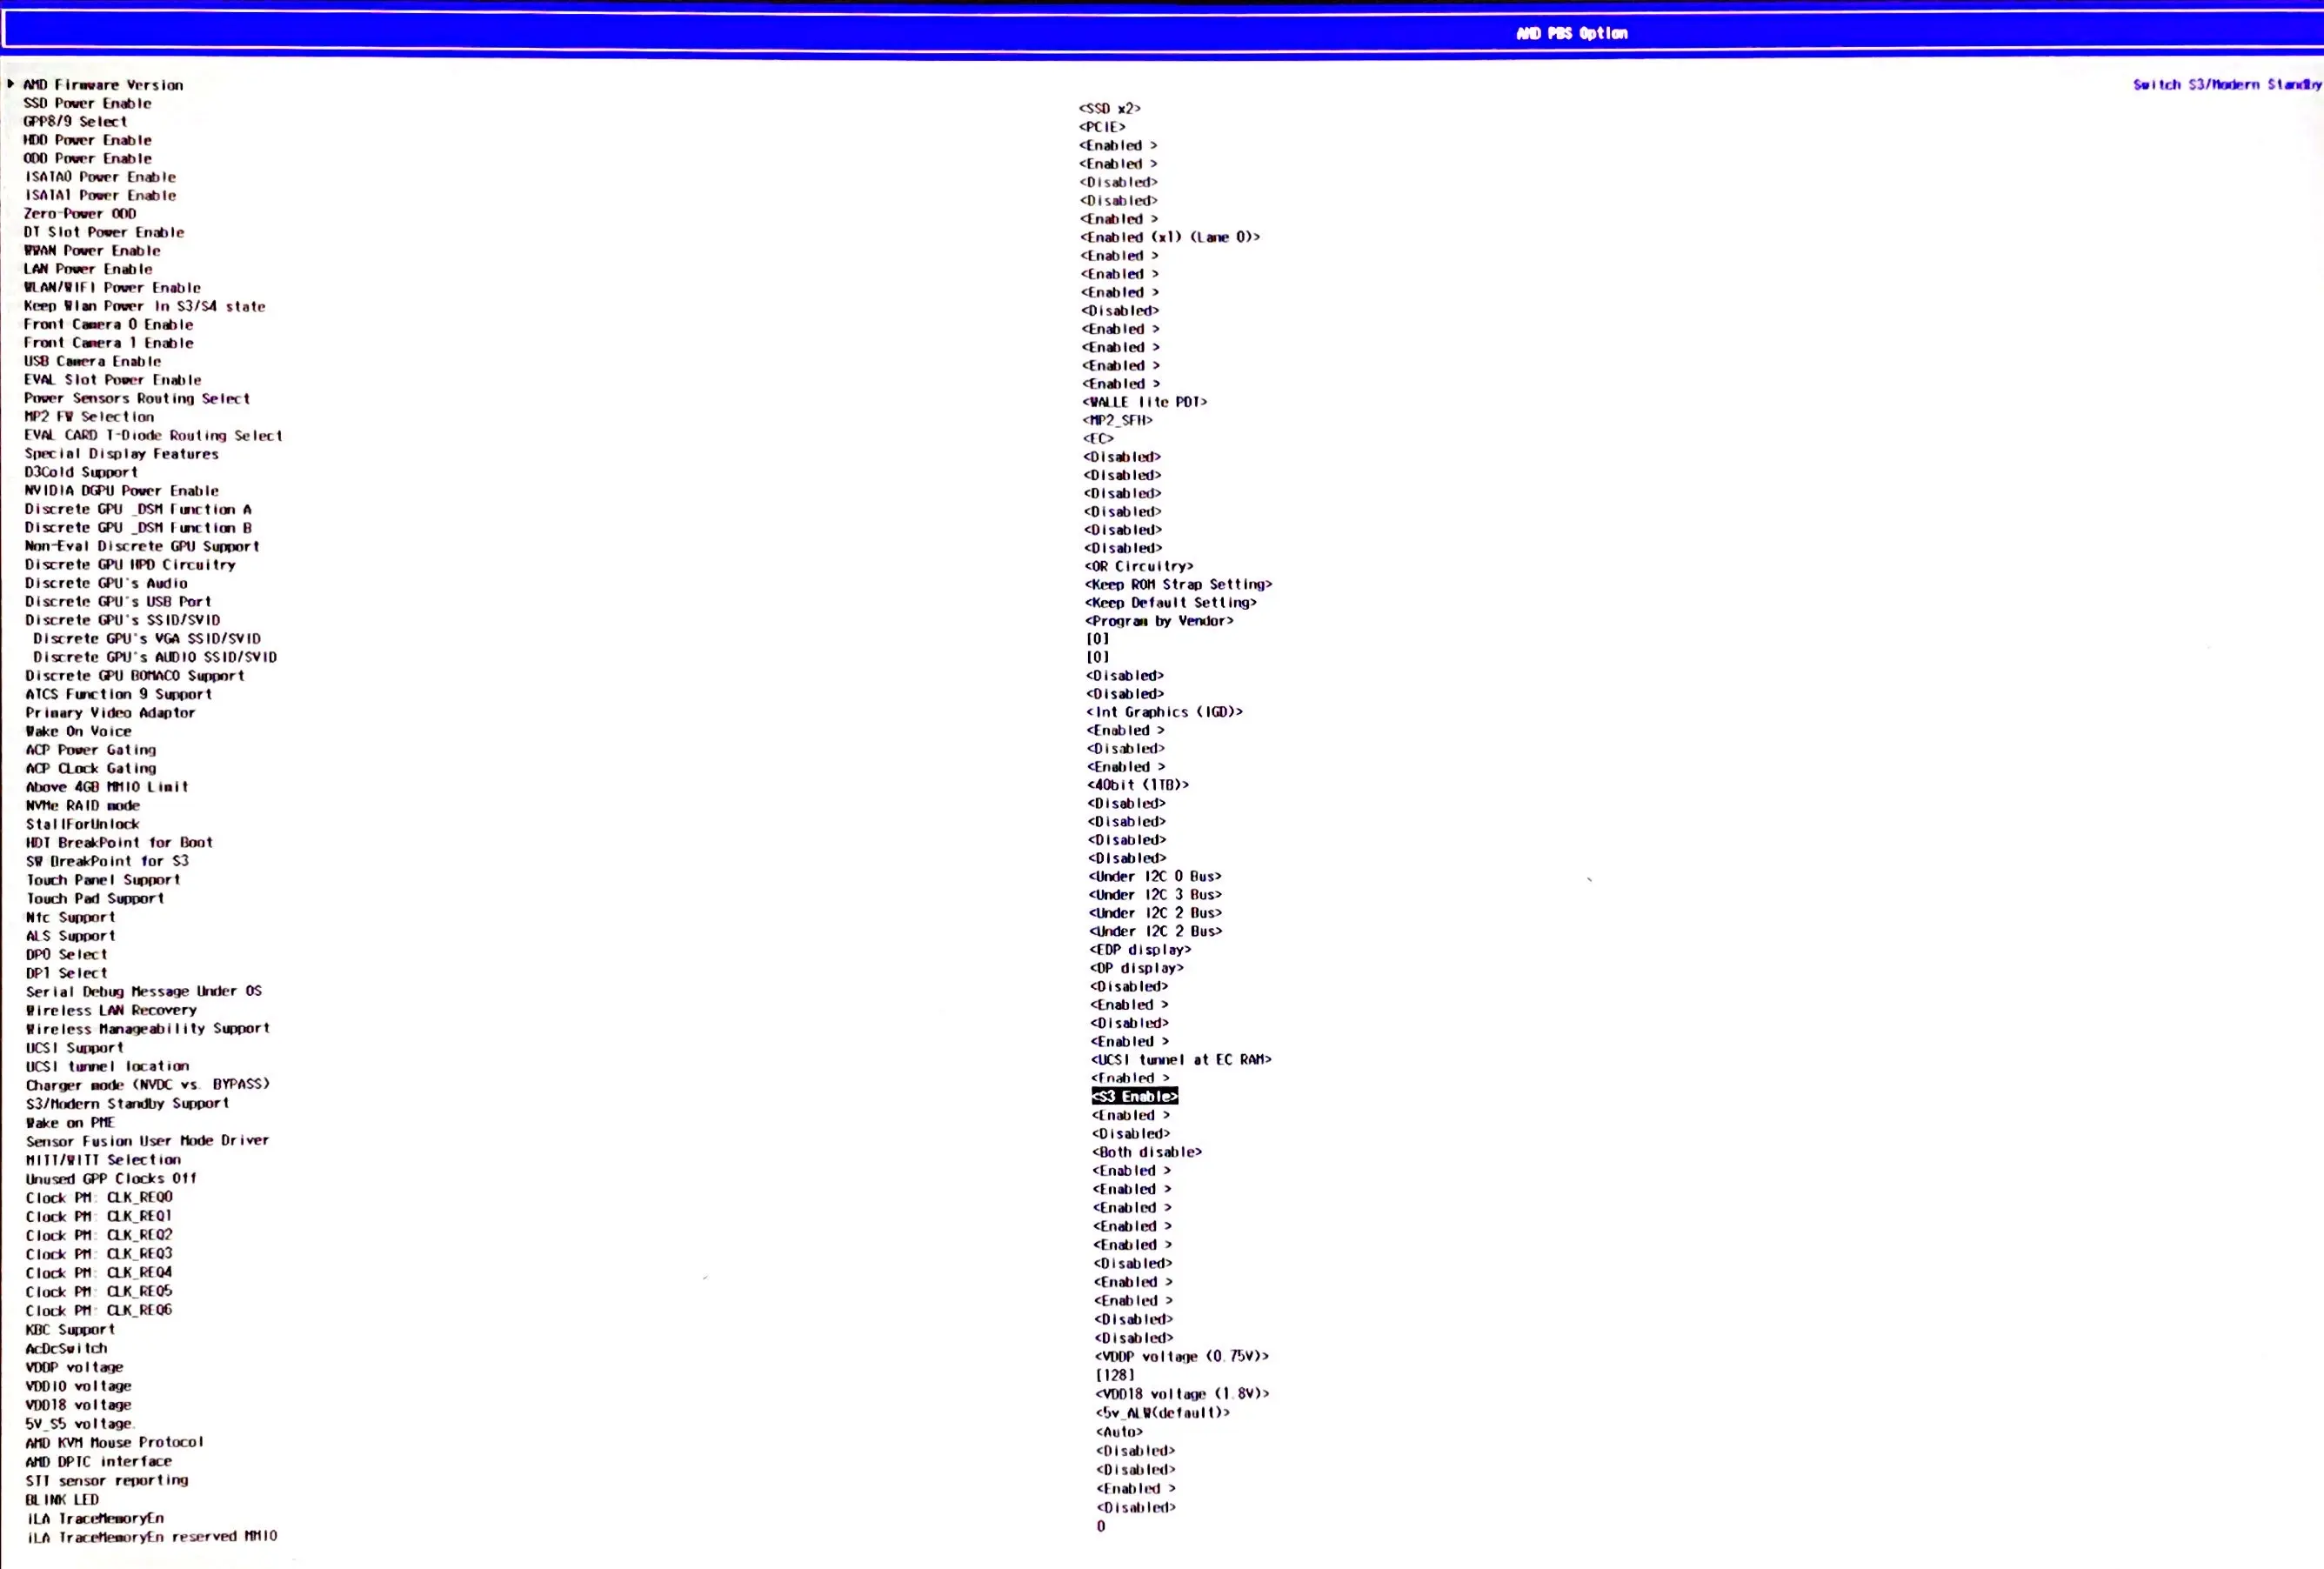 AMD PBS Option
AMD Firmware Version
Switch S3/Modern Standby
SSD Power Enable <SSD x2>
GPP8/9 Select <PCIE>
HDD Power Enable <Enabled >
ODD Power Enable <Enabled >
iSATA0 Power Enable <Disabled>
iSATA1 Power Enable <Disabled>
Zero-Power ODD <Enabled >
DT Slot Power Enable <Enabled (x1) (Lane 0)>
WWAN Power Enable <Enabled >
LAN Power Enable <Enabled >
WLAN/WIFI Power Enable <Enabled >
Keep Wlan Power in S3/S4 state <Disabled>
Front Camera 0 Enable <Enabled >
Front Camera 1 Enable <Enabled >
USB Camera Enable <Enabled >
EVAL Slot Power Enable <Enabled >
Power Sensors Routing Select <WALLE lite PDT>
MP2 FW Selection <MP2_SFH>
EVAL CARD T-Diode Routing Select <EC>
Special Display Features <Disabled>
D3Cold Support <Disabled>
NVIDIA DGPU Power Enable <Disabled>
Discrete GPU _DSM Function A <Disabled>
Discrete GPU _DSM Function B <Disabled>
Non-Eval Discrete GPU Support <Disabled>
Discrete GPU HPD Circuitry <OR Circuitry>
Discrete GPU's Audio <Keep ROM Strap Setting>
Discrete GPU's USB Port <Keep Default Setting>
Discrete GPU's SSID/SVID <Program by Vendor>
Discrete GPU's VGA SSID/SVID [0]
Discrete GPU's AUDIO SSID/SVID [0]
Discrete GPU BOMACO Support <Disabled>
ATCS Function 9 Support <Disabled>
Primary Video Adaptor <Int Graphics (IGD)>
Wake On Voice <Enabled >
ACP Power Gating <Disabled>
ACP CLock Gating <Enabled >
Above 4GB MMIO Limit <40bit (1TB)>
NVMe RAID mode <Disabled>
StallForUnlock <Disabled>
HDT BreakPoint for Boot <Disabled>
SW BreakPoint for S3 <Disabled>
Touch Panel Support <Under I2C 0 Bus>
Touch Pad Support <Under I2C 3 Bus>
Nfc Support <Under I2C 2 Bus>
ALS Support <Under I2C 2 Bus>
DP0 Select <EDP display>
DP1 Select <DP display>
Serial Debug Message Under OS <Disabled>
Wireless LAN Recovery <Enabled >
Wireless Manageability Support <Disabled>
UCSI Support <Enabled >
UCSI tunnel location <UCSI tunnel at EC RAM>
Charger mode (NVDC vs. BYPASS) <Enabled >
S3/Modern Standby Support <S3 Enable>
Wake on PME <Enabled >
Sensor Fusion User Mode Driver <Disabled>
MITT/WITT Selection <Both disable>
Unused GPP Clocks Off <Enabled >
Clock PM: CLK_REQ0 <Enabled >
Clock PM: CLK_REQ1 <Enabled >
Clock PM: CLK_REQ2 <Enabled >
Clock PM: CLK_REQ3 <Enabled >
Clock PM: CLK_REQ4 <Disabled>
Clock PM: CLK_REQ5 <Enabled >
Clock PM: CLK_REQ6 <Enabled >
KBC Support <Disabled>
AcDcSwitch <Disabled>
VDDP voltage <VDDP voltage (0.75V)>
VDDIO voltage [128]
VDD18 voltage <VDD18 voltage (1.8V)>
5V_S5 voltage. <5v_ALW(default)>
AMD KVM Mouse Protocol <Auto>
AMD DPTC interface <Disabled>
STT sensor reporting <Disabled>
BLINK LED <Enabled >
iLA TraceMemoryEn <Disabled>
iLA TraceMemoryEn reserved MMIO 0